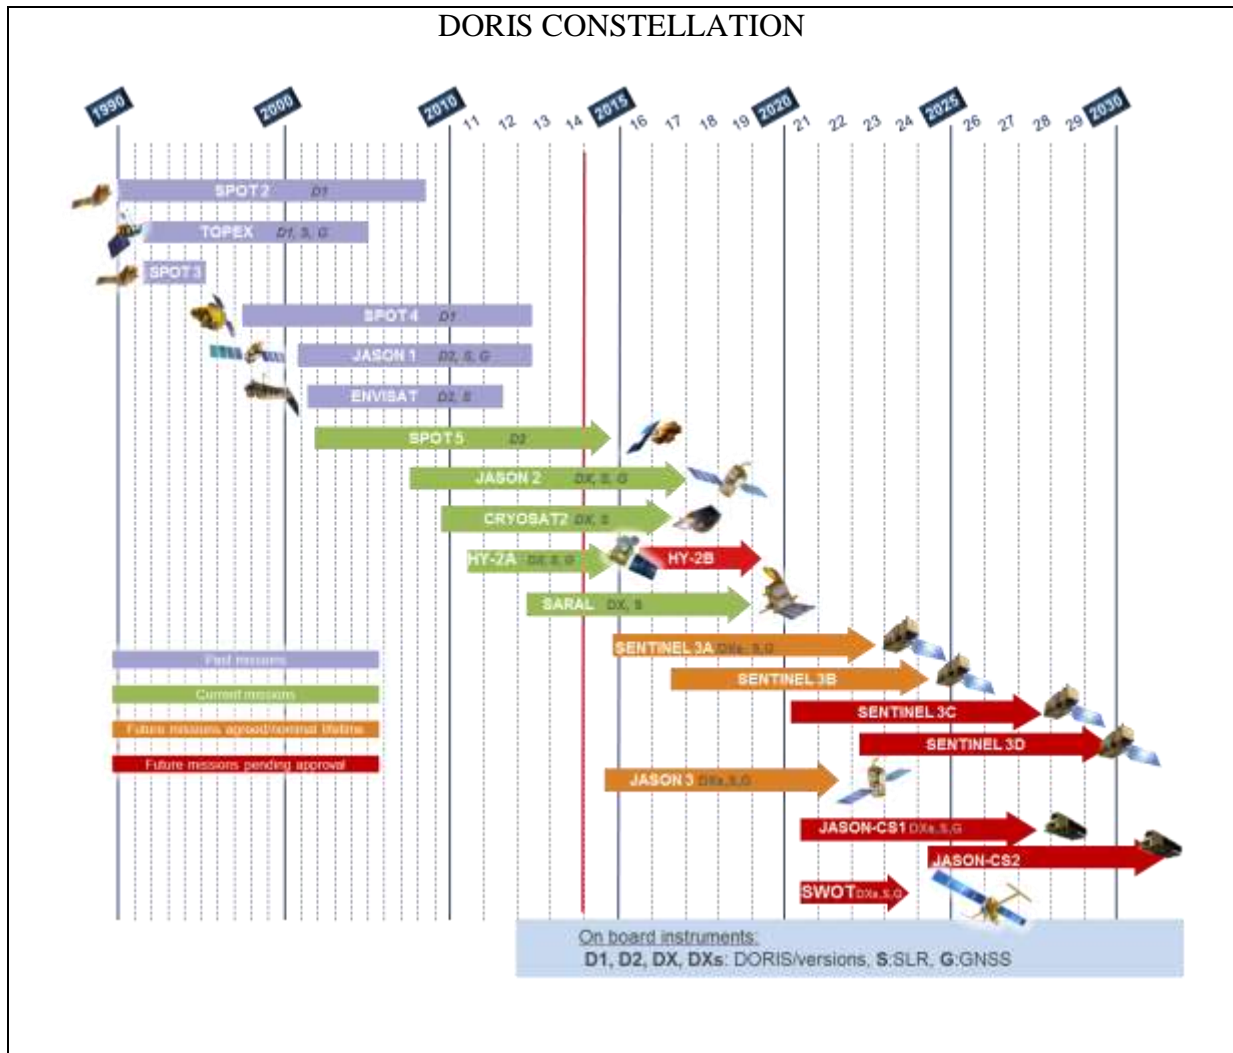 DORIS CONSTELLATION
1990 2000 2010 11 12 13 14 2015 16 17 18 19 2020 21 22 23 24 2025 26 27 28 29 2030
SPOT 2 D1
TOPEX D1, S, G
SPOT 3
SPOT 4 D1
JASON 1 D2, S, G
ENVISAT D2, S
SPOT 5 D2
JASON 2 DX, S, G
CRYOSAT2 DX, S
HY-2A DX, S, G HY-2B
SARAL DX, S
SENTINEL 3A DXs, S,G
Past missions
SENTINEL 3B
Current missions
SENTINEL 3C
Future missions agreed/nominal lifetime
SENTINEL 3D
Future missions pending approval
JASON 3 DXs,S,G
JASON-CS1 DXs,S,G
JASON-CS2
SWOT DXs,S,G
On board instruments:
D1, D2, DX, DXs: DORIS/versions, S:SLR, G:GNSS